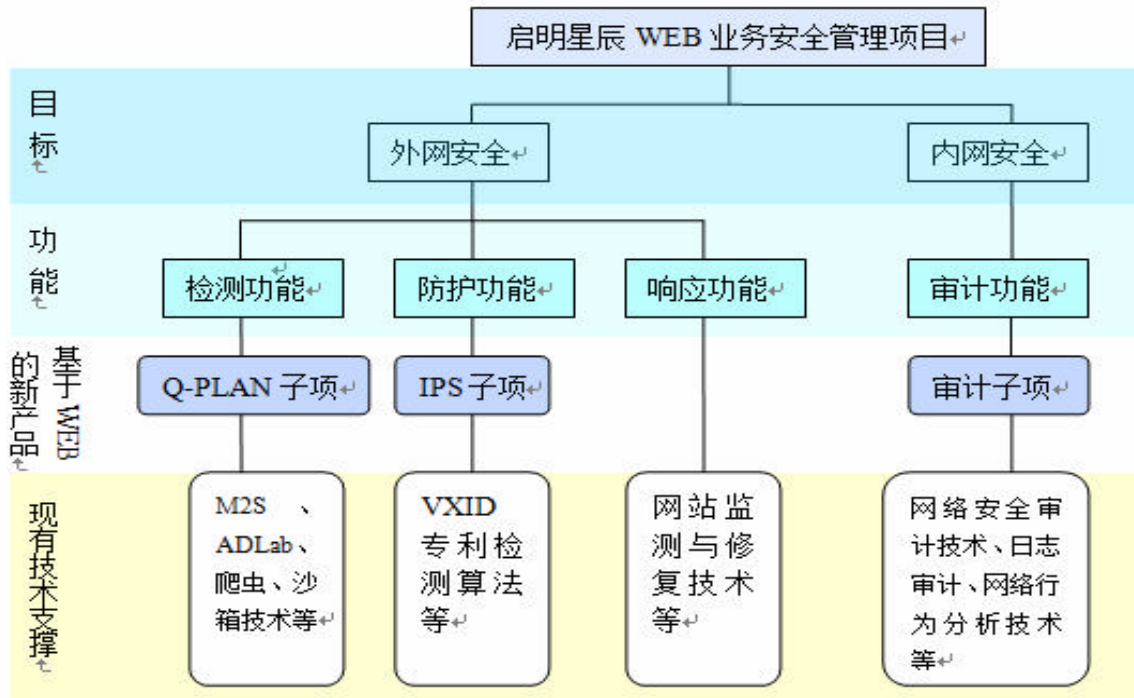 启明星辰 WEB 业务安全管理项目
目标
外网安全
内网安全
功能
检测功能
防护功能
响应功能
审计功能
基于 WEB
的新产品
Q-PLAN 子项
IPS 子项
审计子项
现有技术支撑
M2S 、
ADLab、
爬虫、沙
箱技术等
VXID
专利检
测算法
等
网站监
测与修
复技术
等
网络安全审
计技术、日志
审计、网络行
为分析技术
等